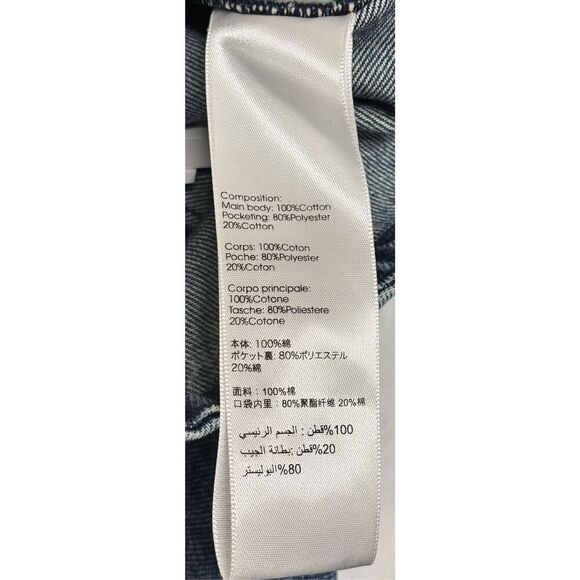 Composition:
Main body: 100%Cotton
Pocketing: 80%Polyester
20%Cotton
Corps: 100%Coton
Poche: 80%Polyester
20%Coton
Corpo principale:
100%Cotone
Tasche: 80%Poliestere
20%Cotone
本体: 100%綿
ポケット裏: 80%ポリエステル
20%綿
面料: 100%棉
口袋内里: 80%聚酯纤维 20%棉
100%قطن : الجسم الرئيسي
20%قطن : بطانة الجيب
80%البوليستر